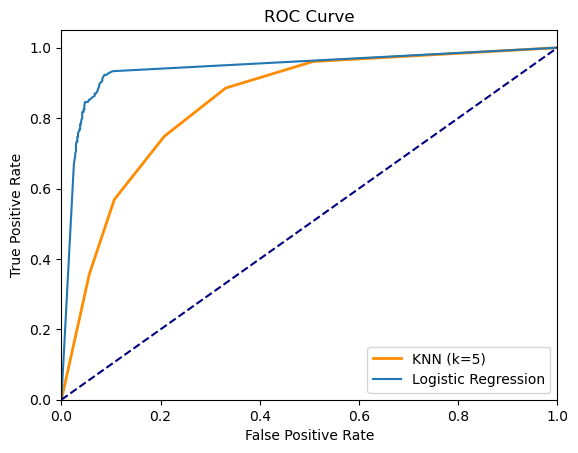 ROC Curve
1.0
0.8
0.6
0.4
0.2
0.0
True Positive Rate
KNN (k=5)
Logistic Regression
0.0 0.2 0.4 0.6 0.8 1.0
False Positive Rate